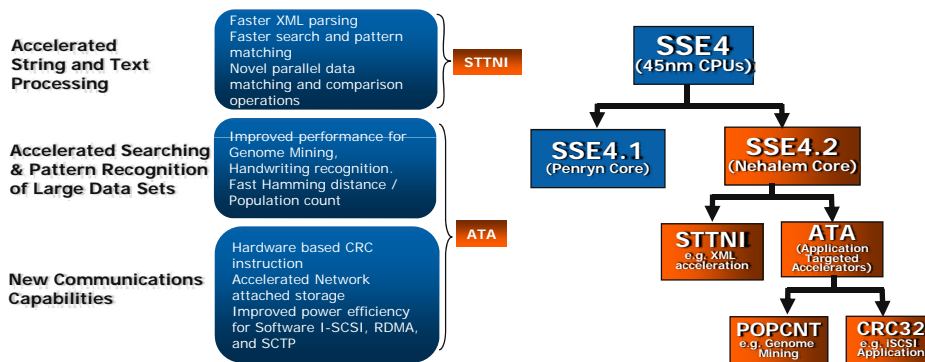 Accelerated
String and Text
Processing
Faster XML parsing
Faster search and pattern
matching
Novel parallel data
matching and comparison
operations
STTNI
Accelerated Searching
& Pattern Recognition
of Large Data Sets
Improved performance for
Genome Mining,
Handwriting recognition.
Fast Hamming distance /
Population count
New Communications
Capabilities
Hardware based CRC
instruction
Accelerated Network
attached storage
Improved power efficiency
for Software I-SCSI, RDMA,
and SCTP
ATA
SSE4
(45nm CPUs)
SSE4.1
(Penryn Core)
SSE4.2
(Nehalem Core)
STTNI
e.g. XML
acceleration
ATA
(Application
Targeted
Accelerators)
POPCNT
e.g. Genome
Mining
CRC32
e.g. iSCSI
Application